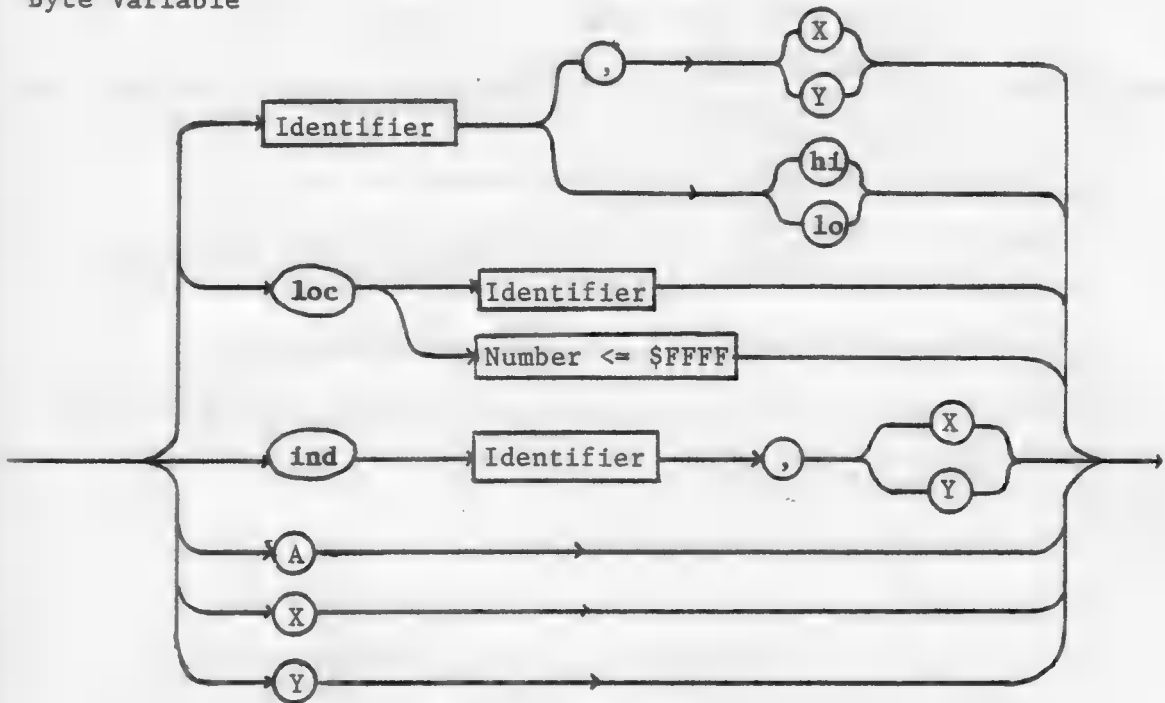 Byte Variable
X
,
Y
Identifier
hi
lo
loc
Identifier
Number <= $FFFF
X
ind
Identifier
,
Y
A
X
Y